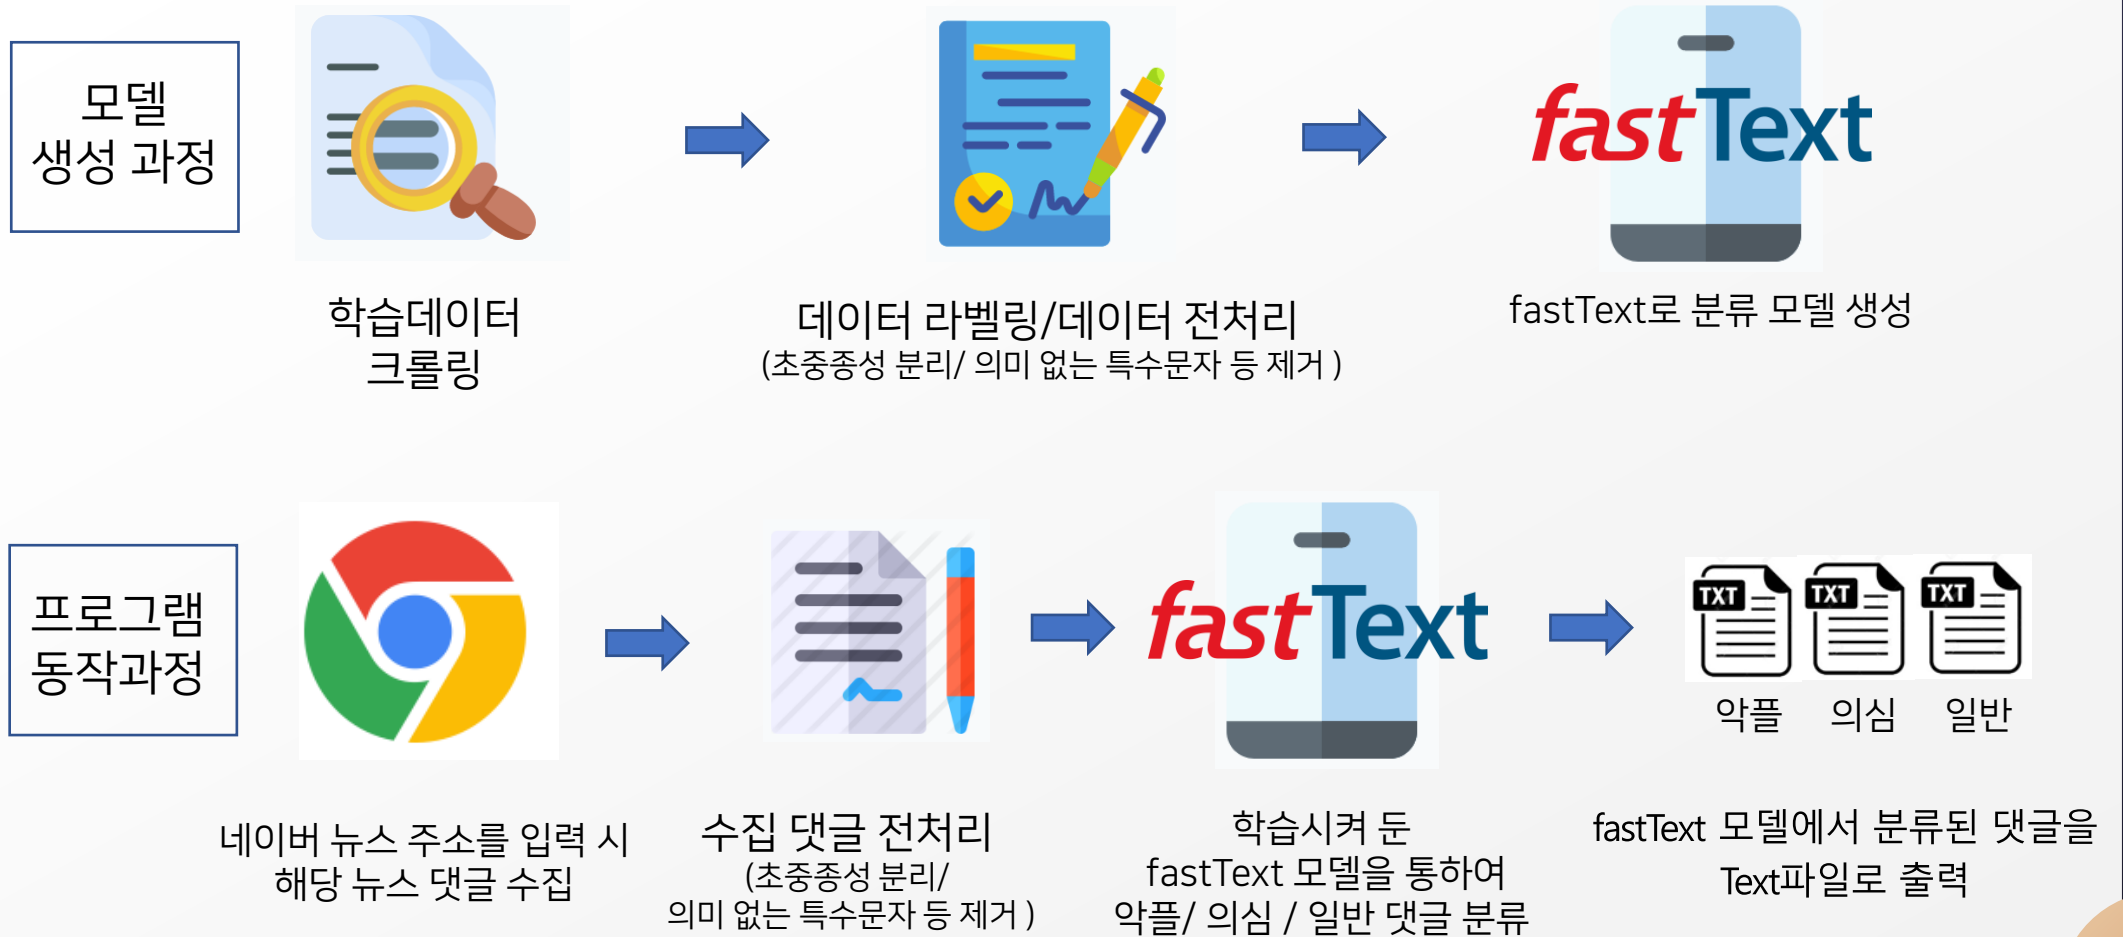 모델
생성 과정
fastText
학습데이터
크롤링
데이터 라벨링/데이터 전처리
(초중종성 분리/ 의미 없는 특수문자 등 제거 )
fastText로 분류 모델 생성
프로그램
동작과정
fastText
TXT TXT TXT
악플 의심 일반
네이버 뉴스 주소를 입력 시
해당 뉴스 댓글 수집
수집 댓글 전처리
(초중종성 분리/
의미 없는 특수문자 등 제거 )
학습시켜 둔
fastText 모델을 통하여
악플/ 의심 / 일반 댓글 분류
fastText 모델에서 분류된 댓글을
Text파일로 출력